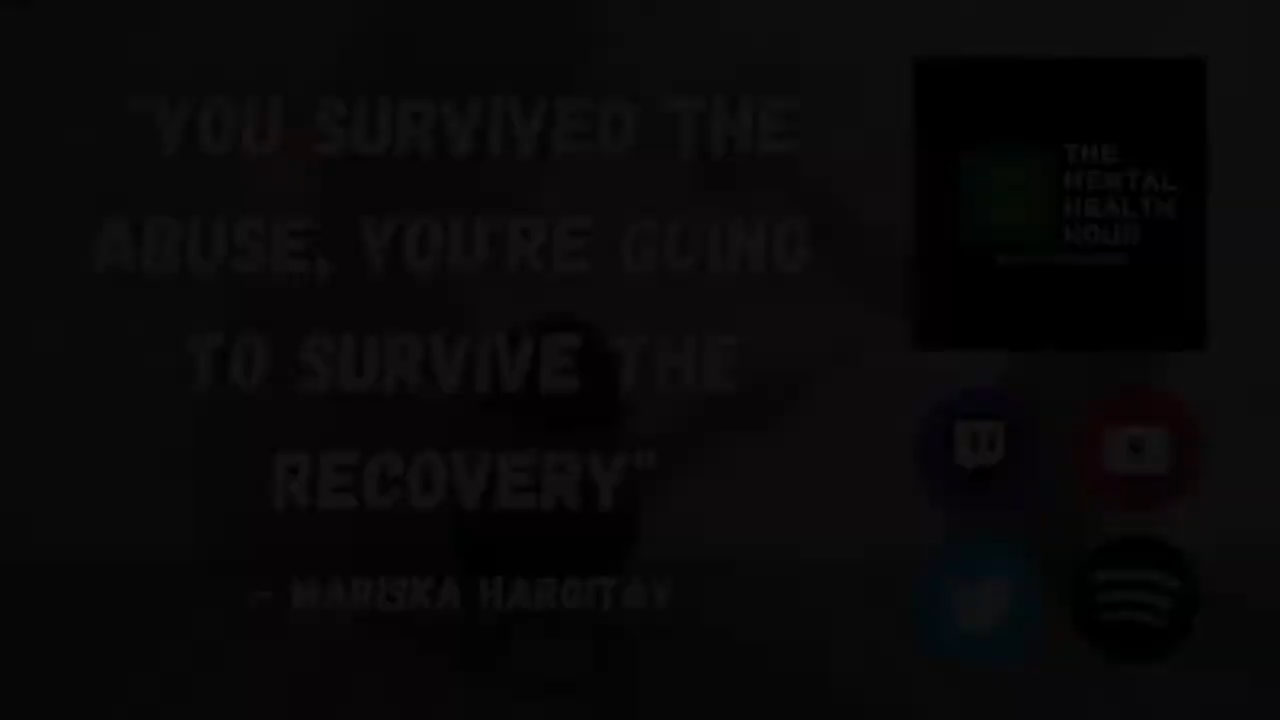 "YOU SURVIVED THE
ABUSE, YOU'RE GOING
TO SURVIVE THE
RECOVERY"
- MARISKA HARGITAY
THE
MENTAL
HEALTH
HOUR